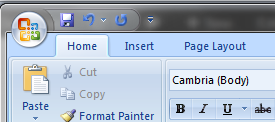 Home Insert Page Layout
Cut
Copy
Paste
Format Painter
Cambria (Body)
B I U abc